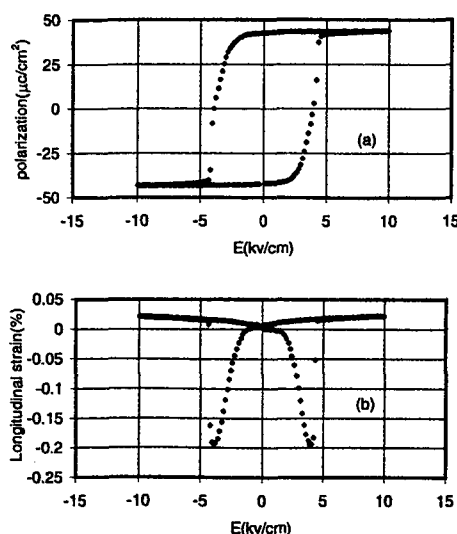 50
25
0
-25
-50
polarization(μc/cm²)
(a)
-15 -10 -5 0 5 10 15
E(kv/cm)
0.05
0
-0.05
-0.1
-0.15
-0.2
-0.25
Longitudinal strain(%)
(b)
-15 -10 -5 0 5 10 15
E(kv/cm)